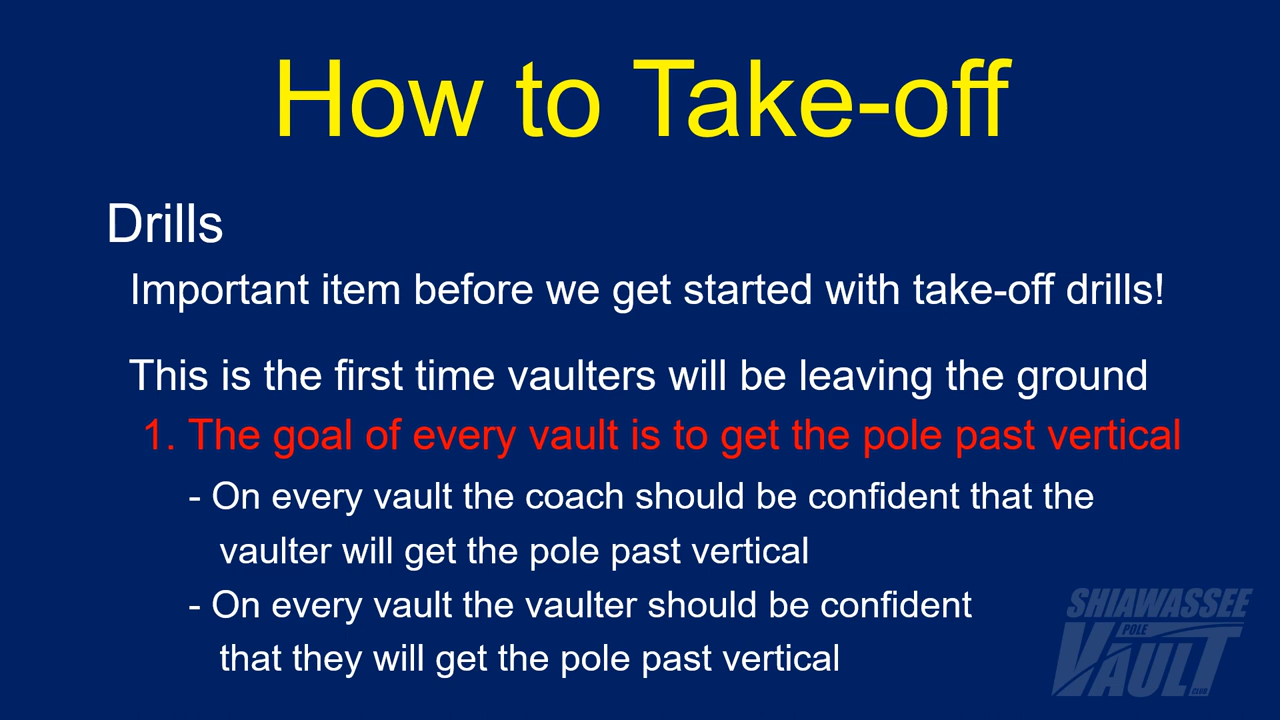 How to Take-off
Drills
Important item before we get started with take-off drills!
This is the first time vaulters will be leaving the ground
1. The goal of every vault is to get the pole past vertical
- On every vault the coach should be confident that the
vaulter will get the pole past vertical
- On every vault the vaulter should be confident
that they will get the pole past vertical
SHIAWASSEE
POLE
VAULT
CLUB